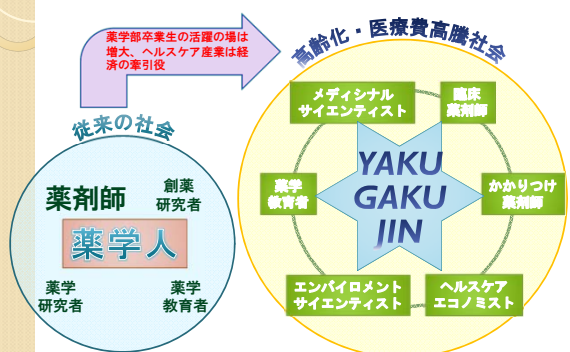 薬学部卒業生の活躍の場は
増大、ヘルスケア産業は経
済の牽引役
従来の社会
薬剤師
創薬
研究者
薬学人
薬学
研究者
薬学
教育者
高齢化・医療費高騰社会
メディシナル
サイエンティスト
臨床
薬剤師
薬学
教育者
YAKU
GAKU
JIN
かかりつけ
薬剤師
エンバイロメント
サイエンティスト
ヘルスケア
エコノミスト